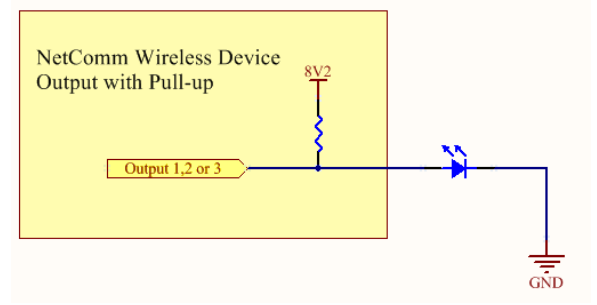 NetComm Wireless Device
Output with Pull-up
8V2
Output 1,2 or 3
GND